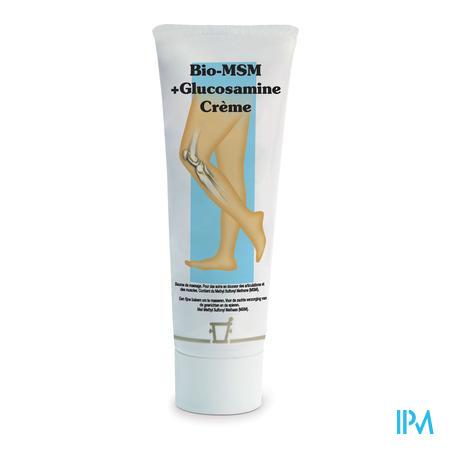 Bio-MSM
+Glucosamine
Crème
Baume de massage. Pour des soins en douceur des articulations et
des muscles. Contient du Methyl Sulfonyl Methane (MSM).
Een fijne balsem om te masseren. Voor de zachte verzorging van
de gewrichten en de spieren.
Met Methyl Sulfonyl Methaan (MSM).
IPM